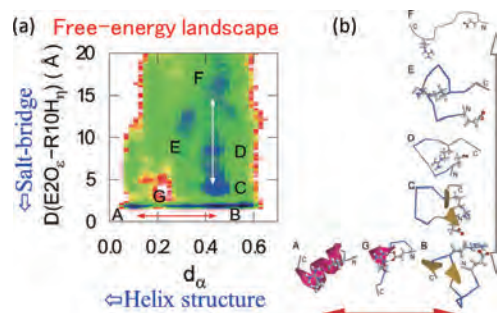 (a) Free-energy landscape
D(E2Oε−R10Hη) (Å)
⇦Salt-bridge
20
15
10
5
0
F
E
D
C
G
A
B
0 0.2 0.4 0.6 0.8
dα
⇦Helix structure
(b)
F
C
E
N
D
C
C
C
A
C
N
G
N
C
B
C